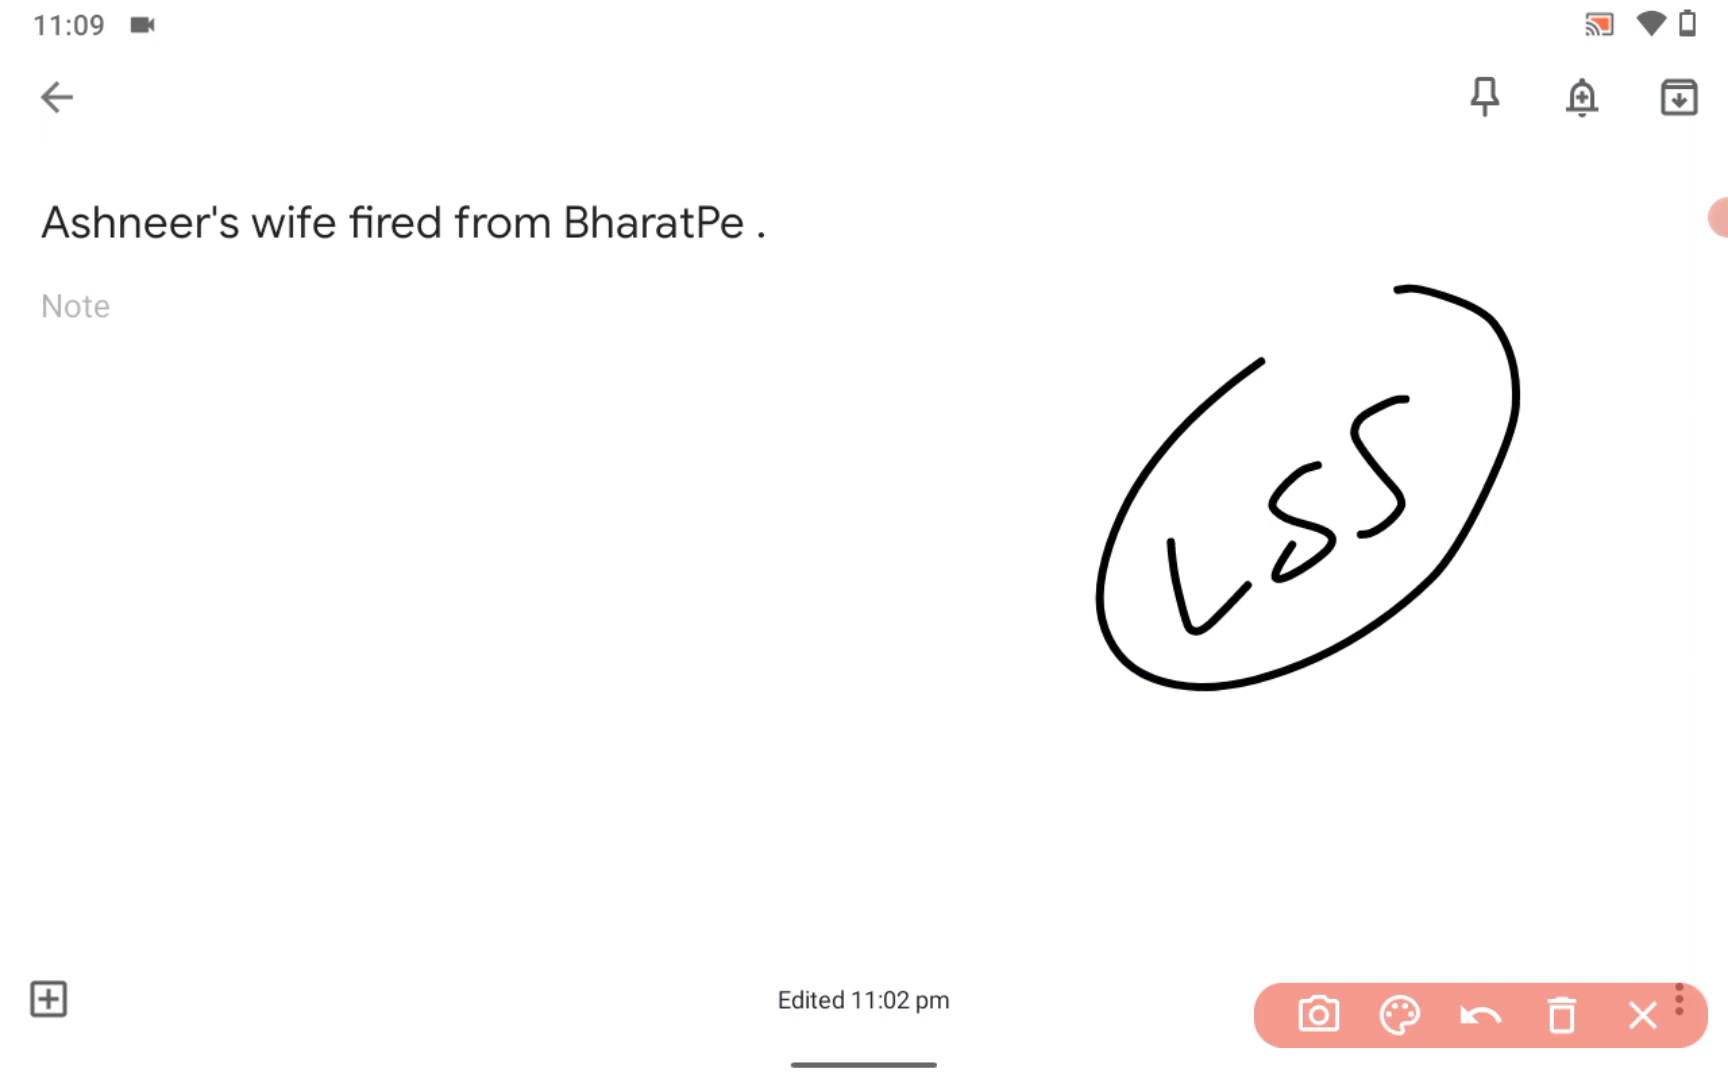 11:09
Ashneer's wife fired from BharatPe .
Note
LSS
Edited 11:02 pm